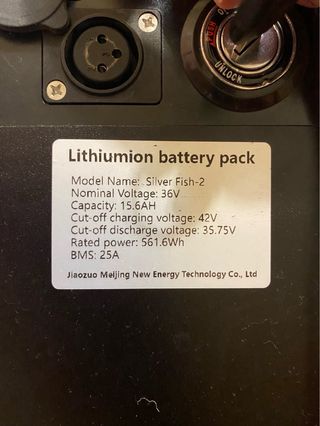 UNLOCK
Lithiumion battery pack
Model Name: Silver Fish-2
Nominal Voltage: 36V
Capacity: 15.6AH
Cut-off charging voltage: 42V
Cut-off discharge voltage: 35.75V
Rated power: 561.6Wh
BMS: 25A
Jiaozuo Meijing New Energy Technology Co., Ltd